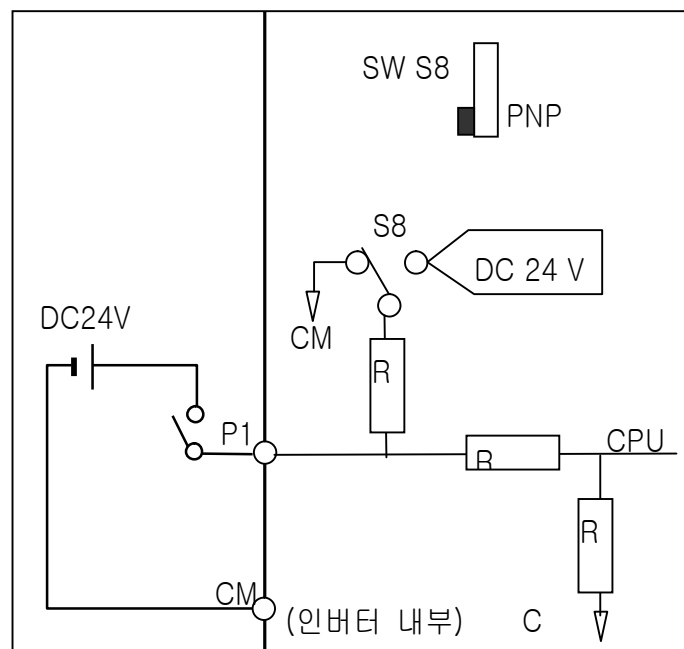 SW S8
PNP
S8
DC 24 V
DC24V
CM
R
P1
R
CPU
R
CM
(인버터 내부)
C